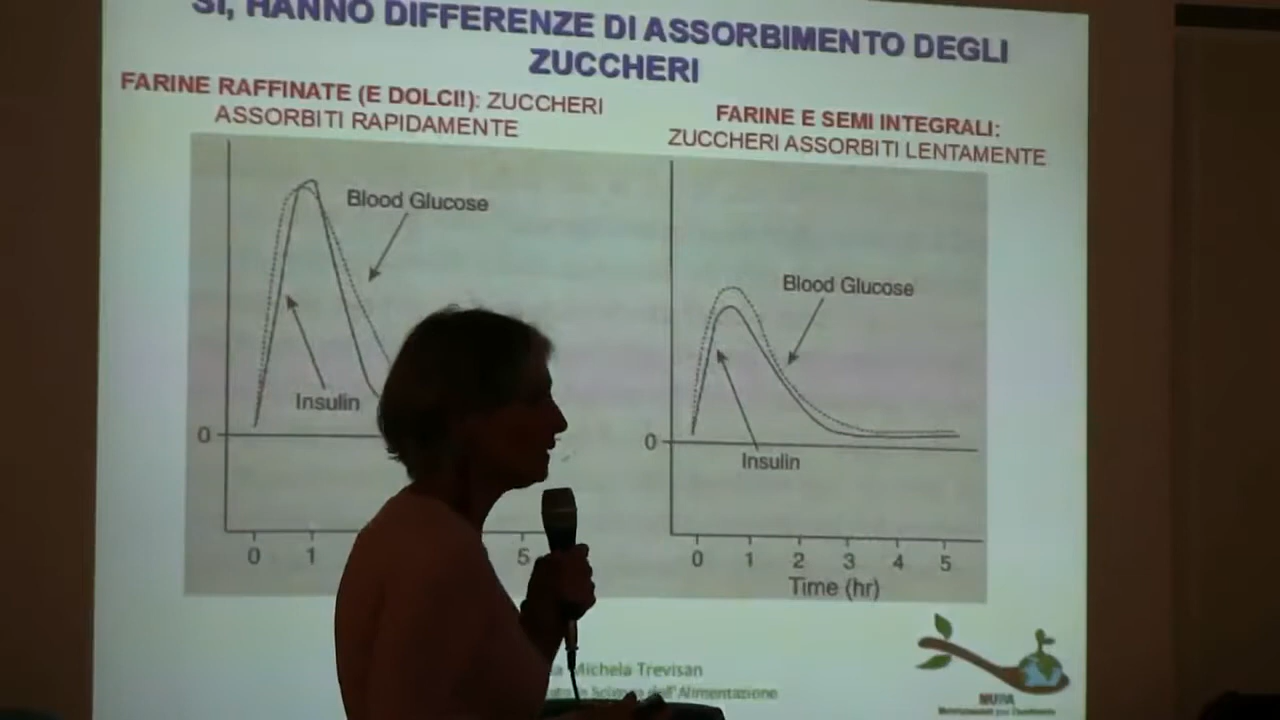 SI, HANNO DIFFERENZE DI ASSORBIMENTO DEGLI
ZUCCHERI
FARINE RAFFINATE (E DOLCI!): ZUCCHERI
ASSORBITI RAPIDAMENTE
FARINE E SEMI INTEGRALI:
ZUCCHERI ASSORBITI LENTAMENTE
Blood Glucose
Insulin
0
0 1 5
Blood Glucose
Insulin
0
0 1 2 3 4 5
Time (hr)
Michela Trevisan
dell'Alimentazione